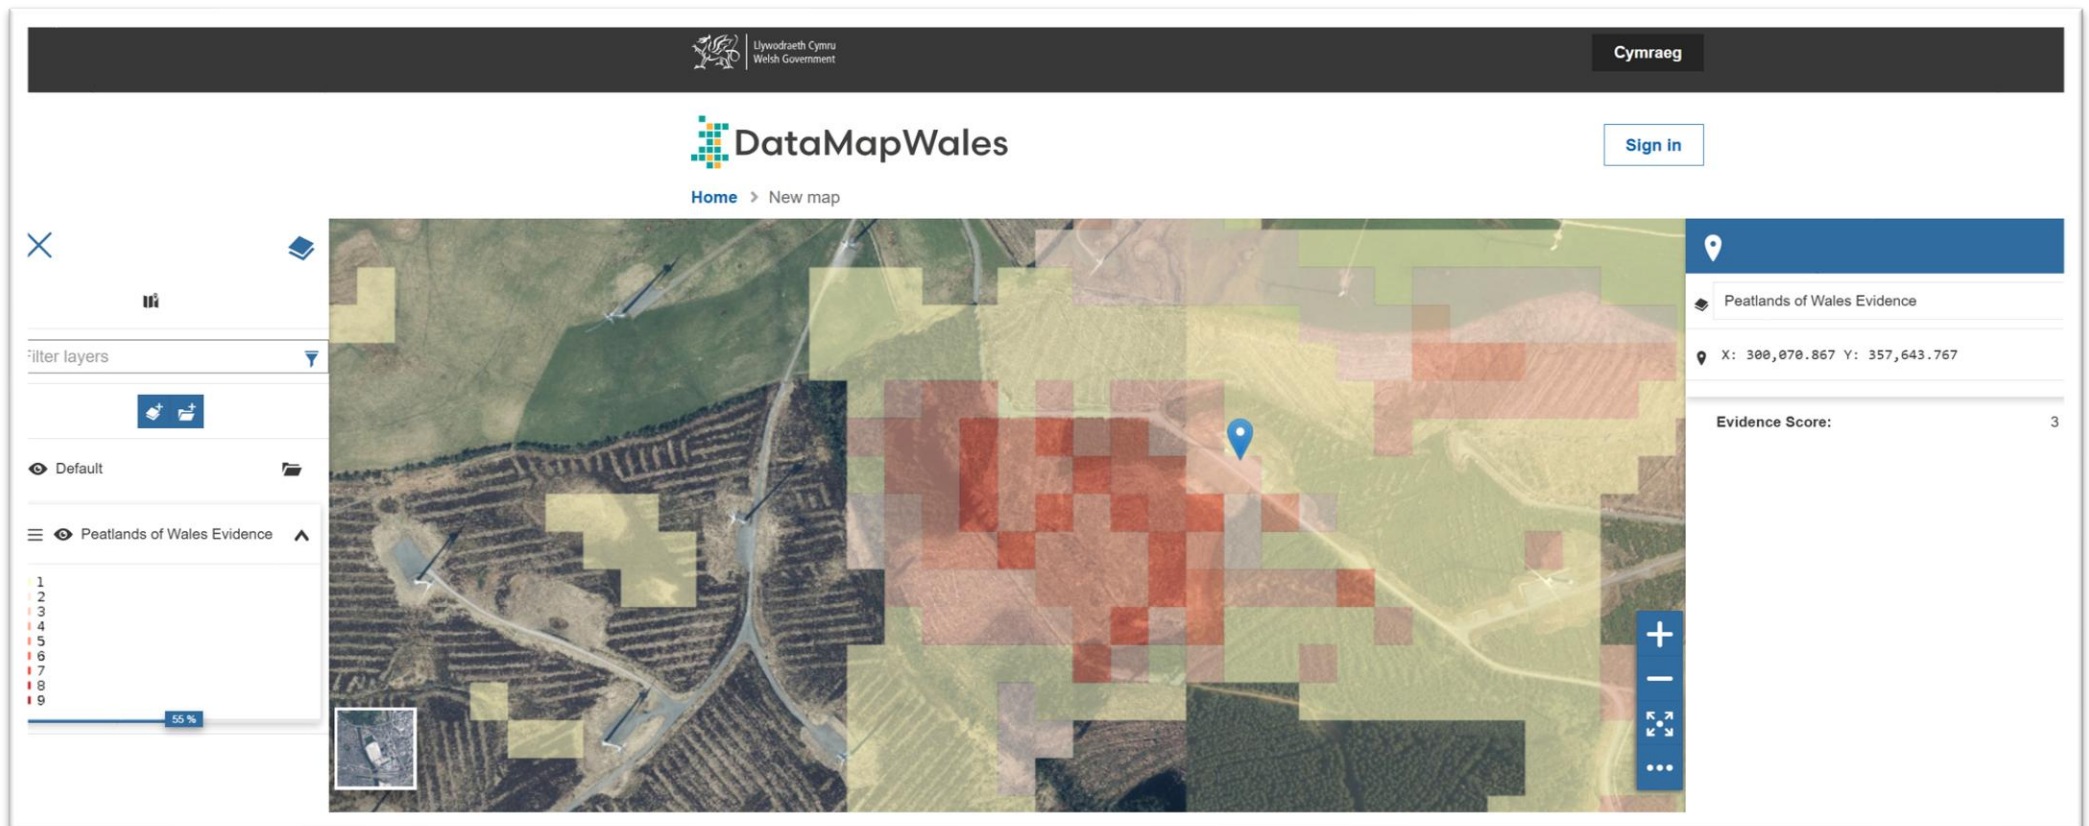 Llywodraeth Cymru
Welsh Government
Cymraeg
DataMapWales
Sign in
Home > New map
Filter layers
Default
Peatlands of Wales Evidence
1
2
3
4
5
6
7
8
9
55 %
Peatlands of Wales Evidence
X: 300,070.867 Y: 357,643.767
Evidence Score: 3